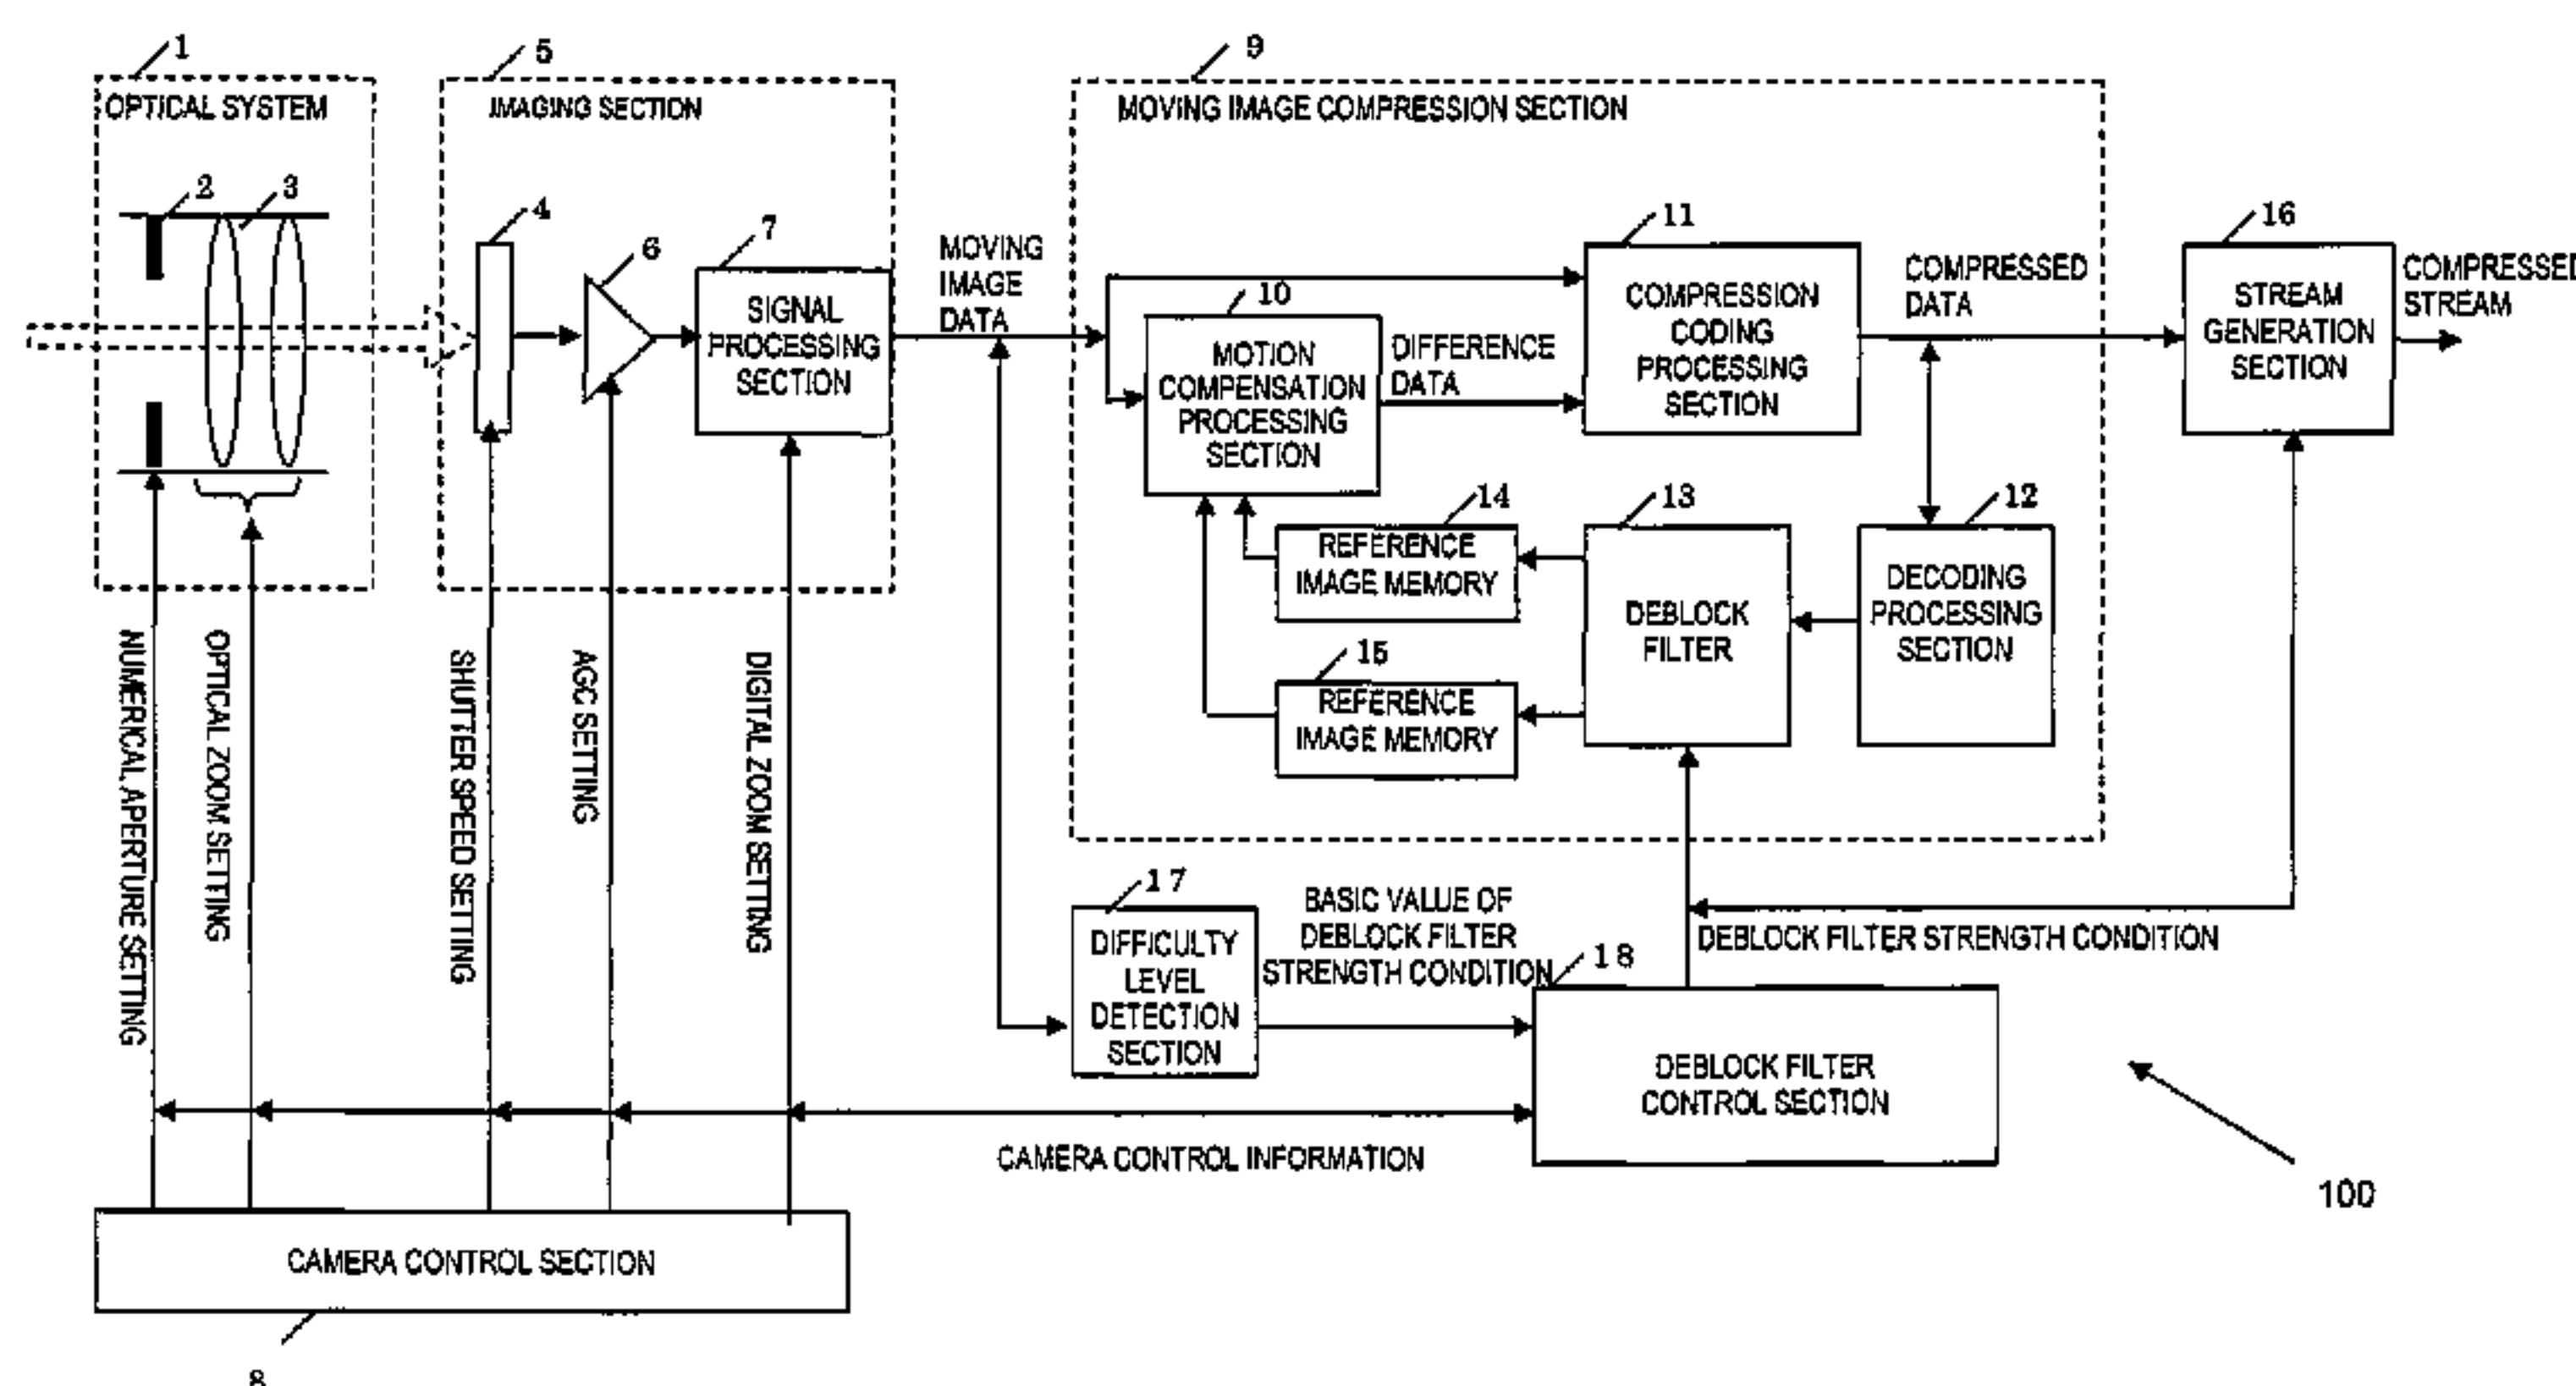 1
OPTICAL SYSTEM
2
3
5
IMAGING SECTION
4
6
7
SIGNAL
PROCESSING
SECTION
MOVING
IMAGE
DATA
9
MOVING IMAGE COMPRESSION SECTION
10
MOTION
COMPENSATION
PROCESSING
SECTION
DIFFERENCE
DATA
11
COMPRESSION
CODING
PROCESSING
SECTION
COMPRESSED
DATA
16
STREAM
GENERATION
SECTION
COMPRESSED
STREAM
14
REFERENCE
IMAGE MEMORY
13
DEBLOCK
FILTER
12
DECODING
PROCESSING
SECTION
15
REFERENCE
IMAGE MEMORY
NUMERICAL APERTURE SETTING
OPTICAL ZOOM SETTING
SHUTTER SPEED SETTING
AGC SETTING
DIGITAL ZOOM SETTING
17
DIFFICULTY
LEVEL
DETECTION
SECTION
BASIC VALUE OF
DEBLOCK FILTER
STRENGTH CONDITION
18
DEBLOCK FILTER STRENGTH CONDITION
DEBLOCK FILTER
CONTROL SECTION
CAMERA CONTROL INFORMATION
100
CAMERA CONTROL SECTION
8